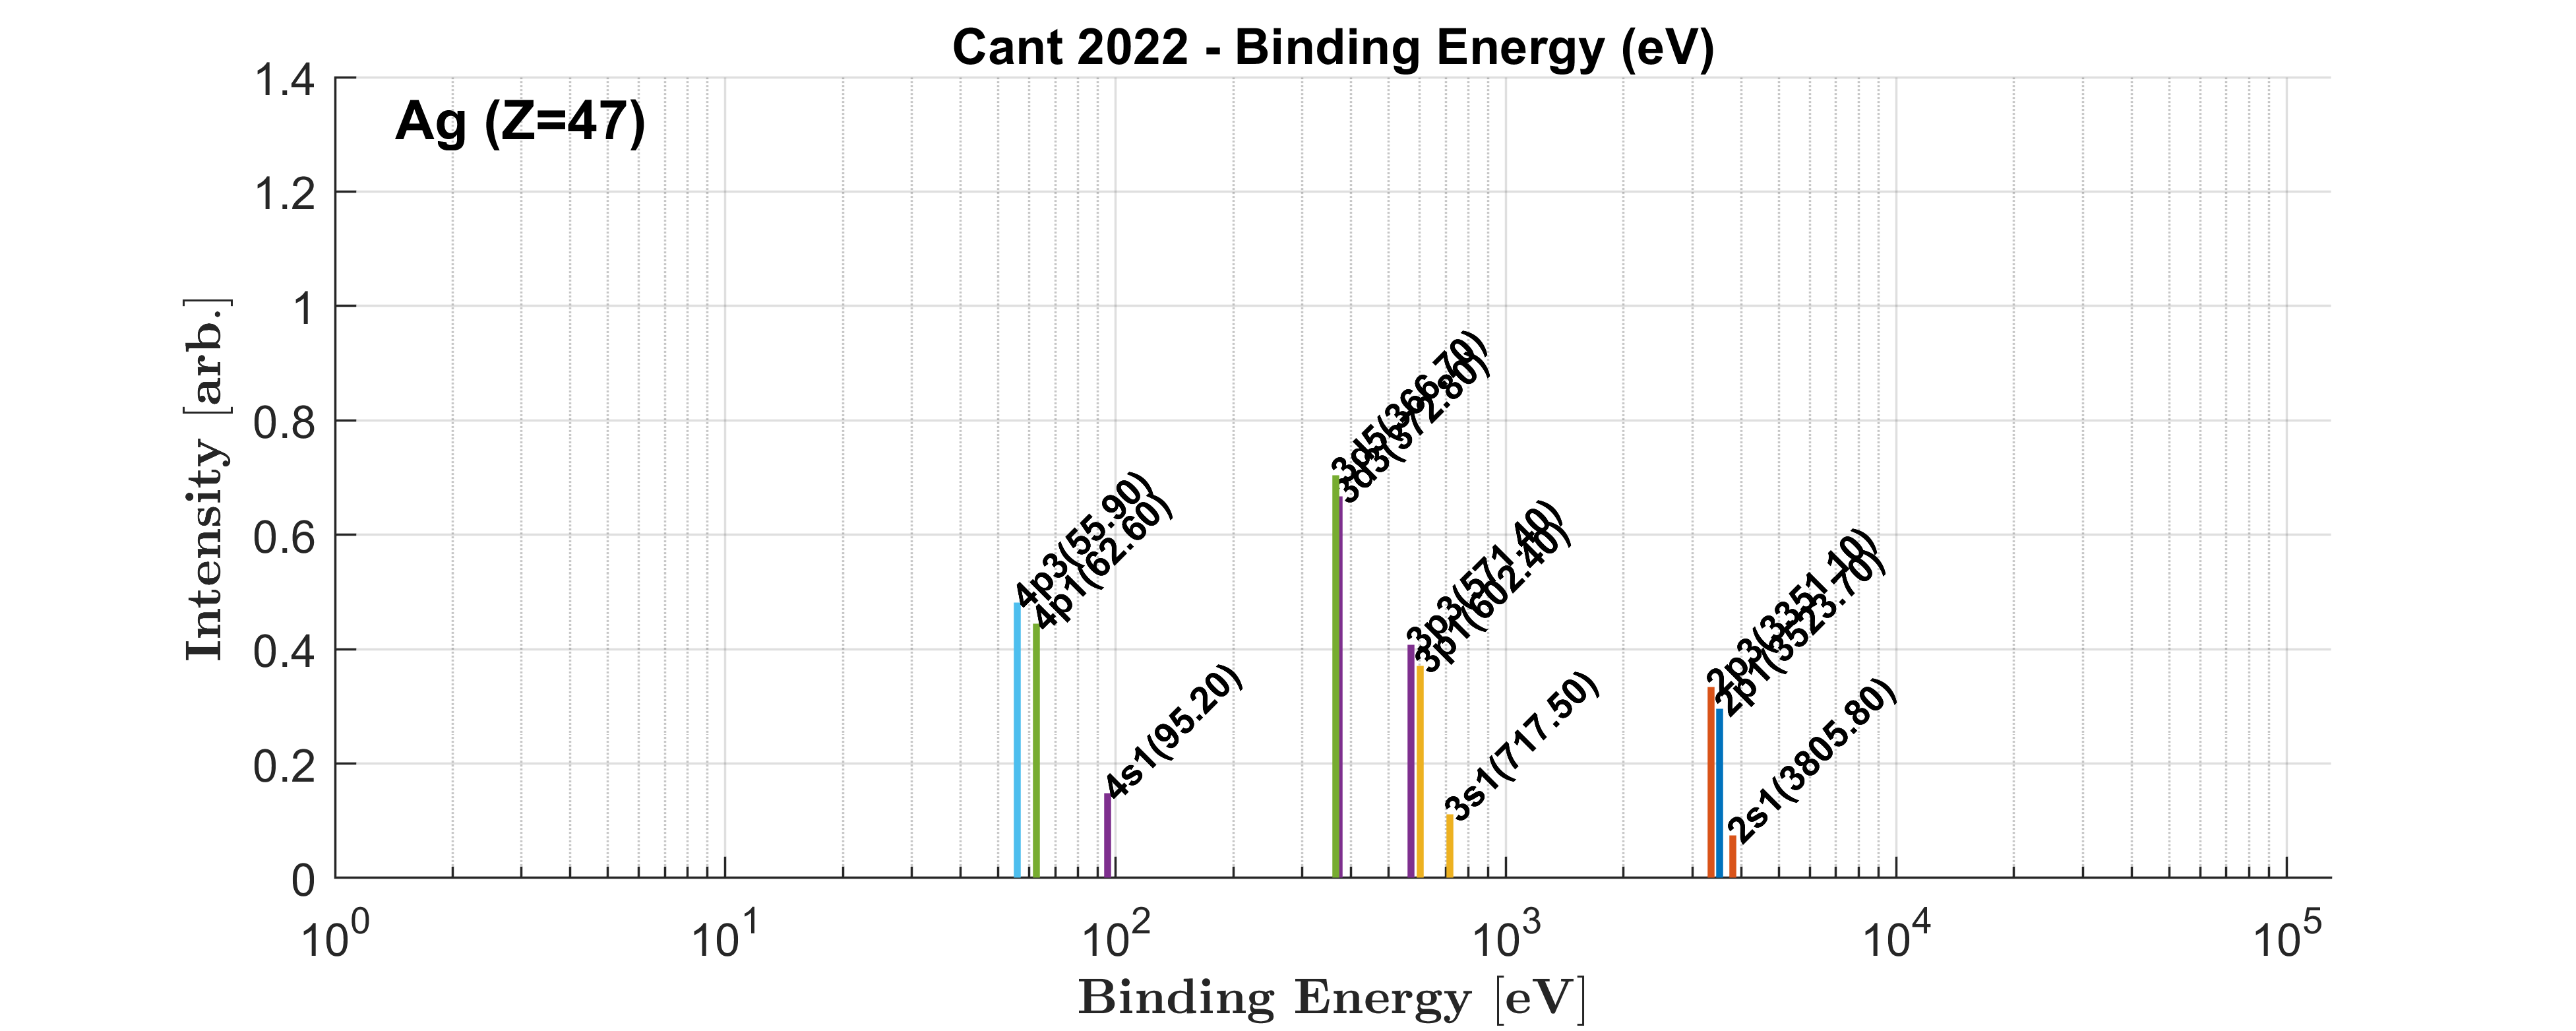 Cant 2022 - Binding Energy (eV)
Ag (Z=47)
1.4
1.2
1
0.8
0.6
0.4
0.2
0
Intensity [arb.]
4p3(55.90)
4p1(62.60)
4s1(95.20)
3d5(366.70)
3d3(372.80)
3p3(571.40)
3p1(602.40)
3s1(717.50)
2p3(3351.10)
2p1(3523.70)
2s1(3805.80)
10^0 10^1 10^2 10^3 10^4 10^5
Binding Energy [eV]